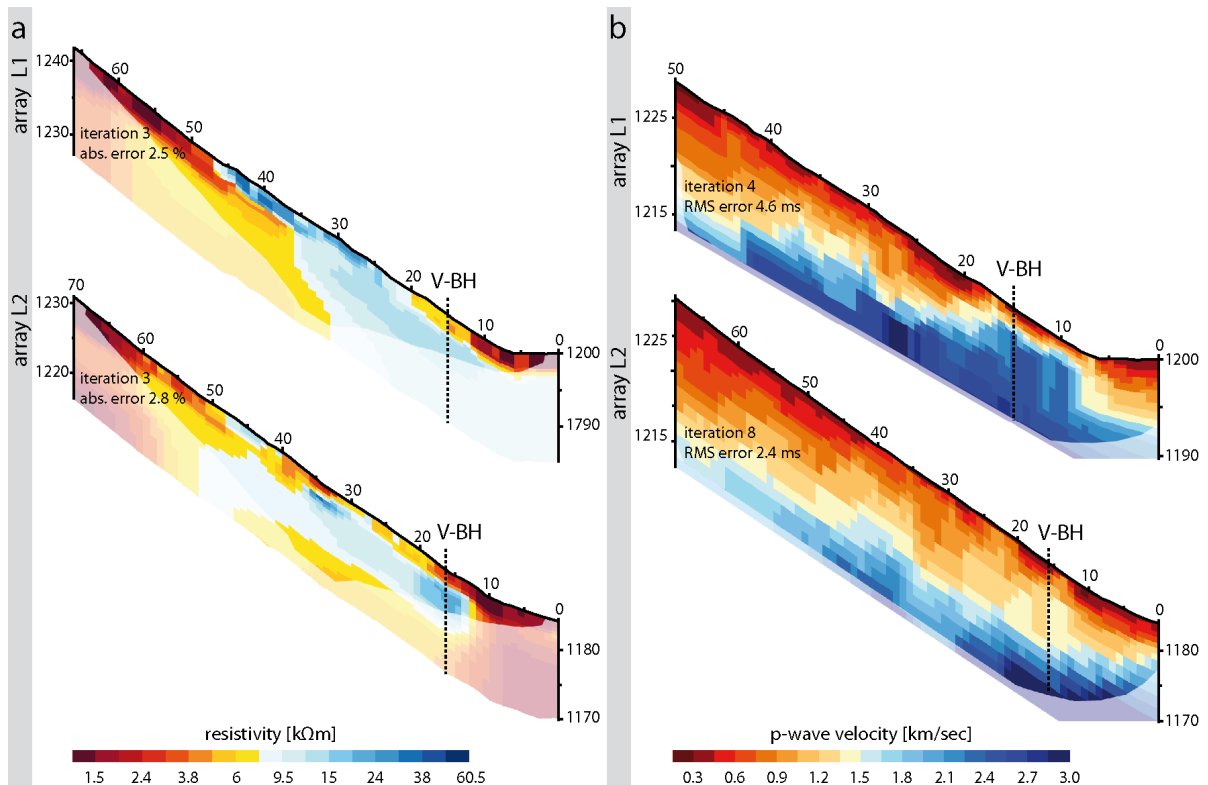 a
array L1
1240
1230
60
50
40
30
20
10
0
iteration 3
abs. error 2.5 %
V-BH
1200
1790
array L2
70
1230
1220
60
50
40
30
20
10
0
iteration 3
abs. error 2.8 %
V-BH
1180
1170
resistivity [kΩm]
1.5 2.4 3.8 6 9.5 15 24 38 60.5
b
array L1
50
1225
1215
40
30
20
10
0
iteration 4
RMS error 4.6 ms
V-BH
1200
1190
array L2
1225
1215
60
50
40
30
20
10
0
iteration 8
RMS error 2.4 ms
V-BH
1180
1170
p-wave velocity [km/sec]
0.3 0.6 0.9 1.2 1.5 1.8 2.1 2.4 2.7 3.0